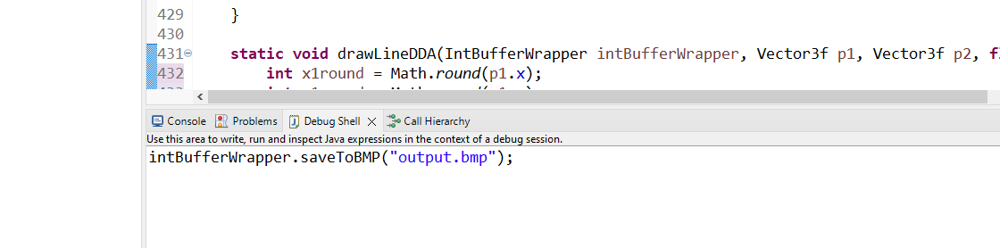 429 }
430
431 static void drawLineDDA(IntBufferWrapper intBufferWrapper, Vector3f p1, Vector3f p2,
432 int x1round = Math.round(p1.x);
Console Problems Debug Shell Call Hierarchy
Use this area to write, run and inspect Java expressions in the context of a debug session.
intBufferWrapper.saveToBMP("output.bmp");